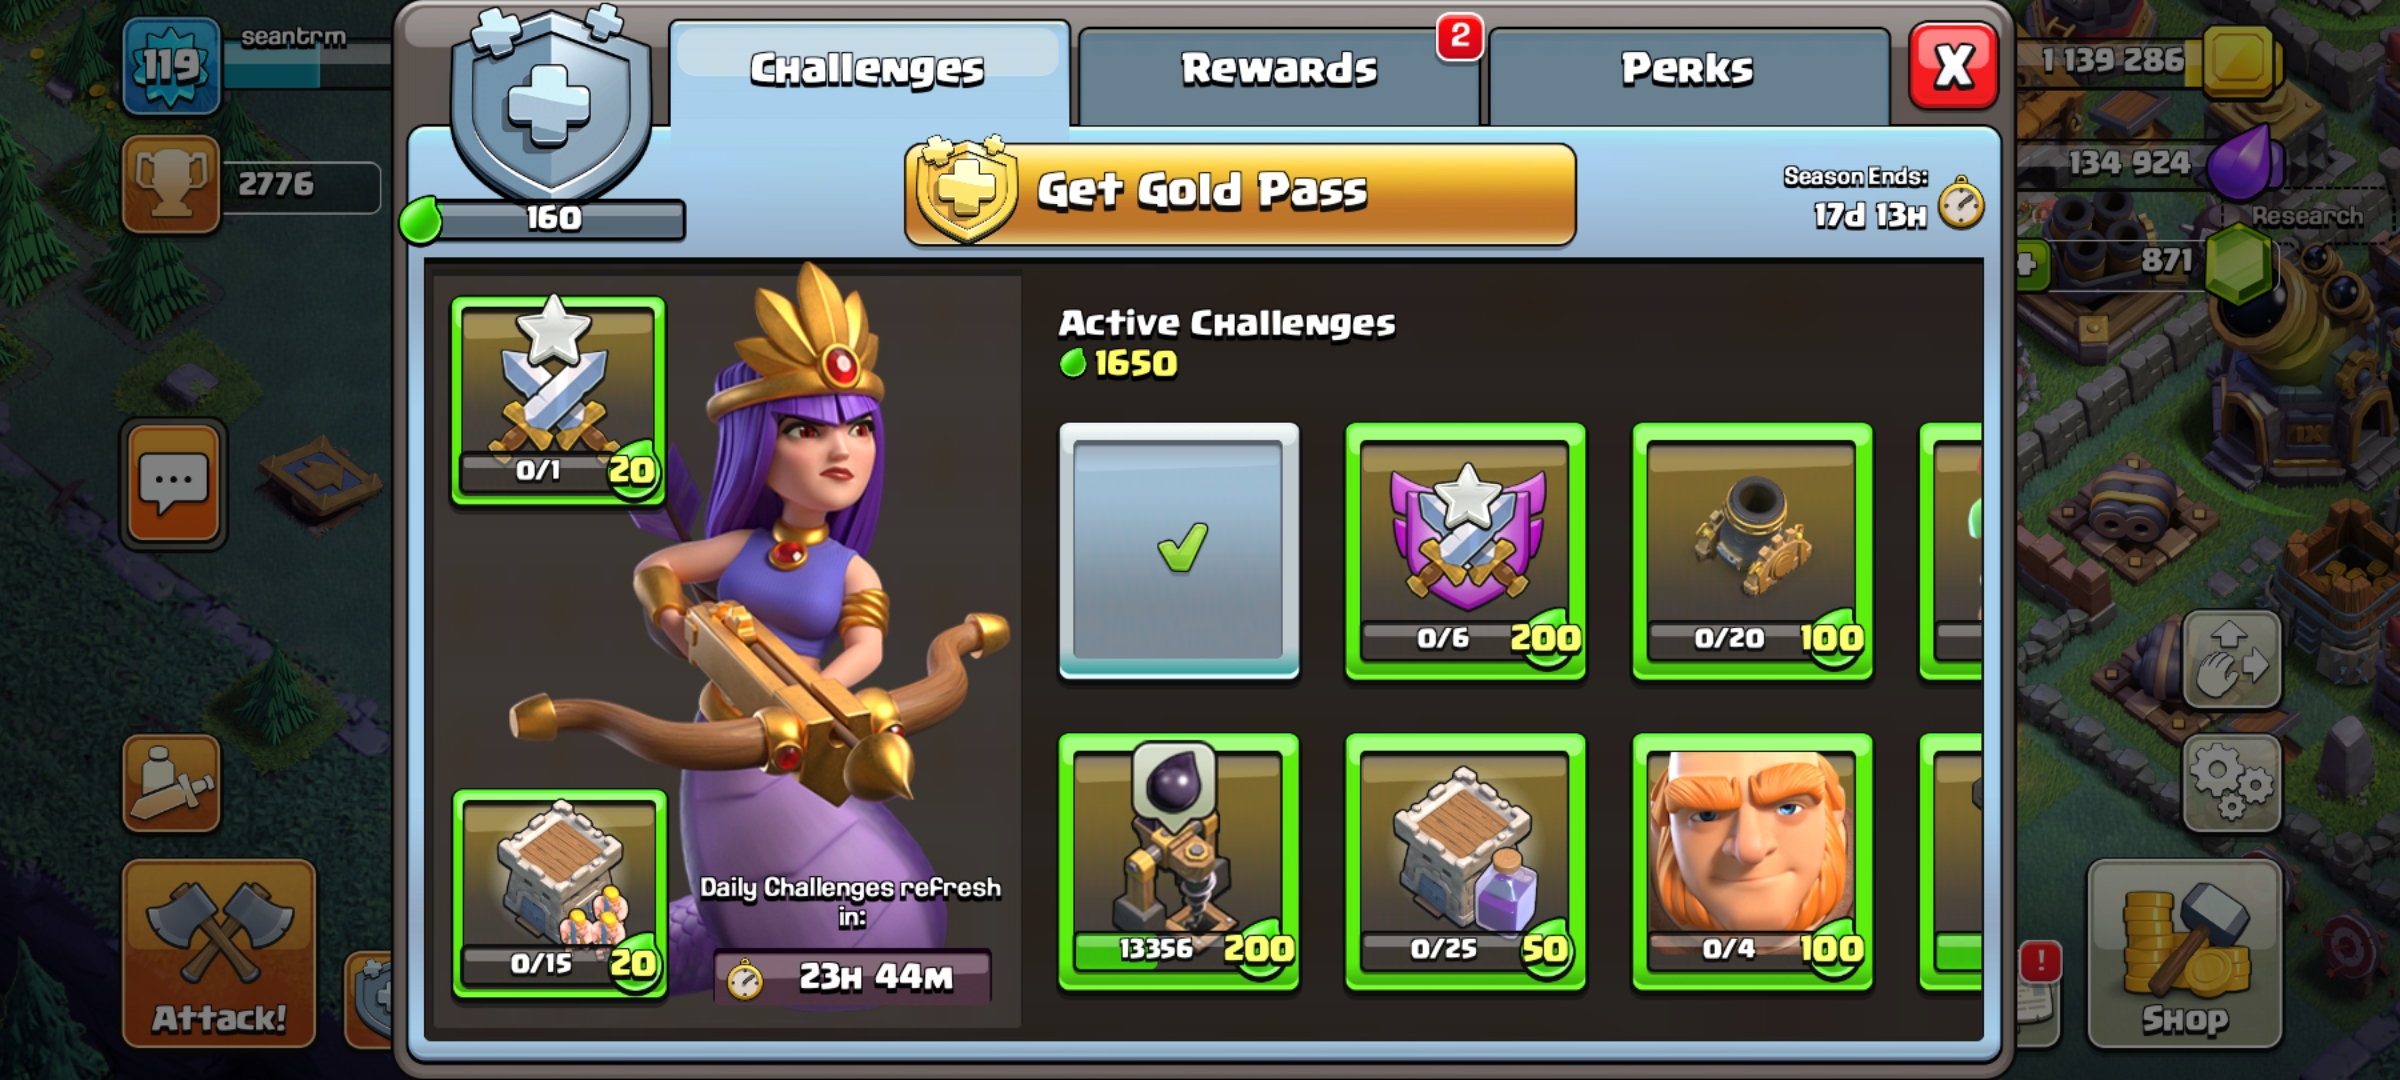 119
seantrm
2776
Challenges
Rewards
2
Perks
X
1 139 286
134 924
Research
871
160
Get Gold Pass
Season Ends:
17d 13H
Active Challenges
1650
0/1
20
0/6
200
0/20
100
0/15
20
Daily Challenges refresh
in:
23H 44M
13356
200
0/25
50
0/4
100
Attack!
!
Shop